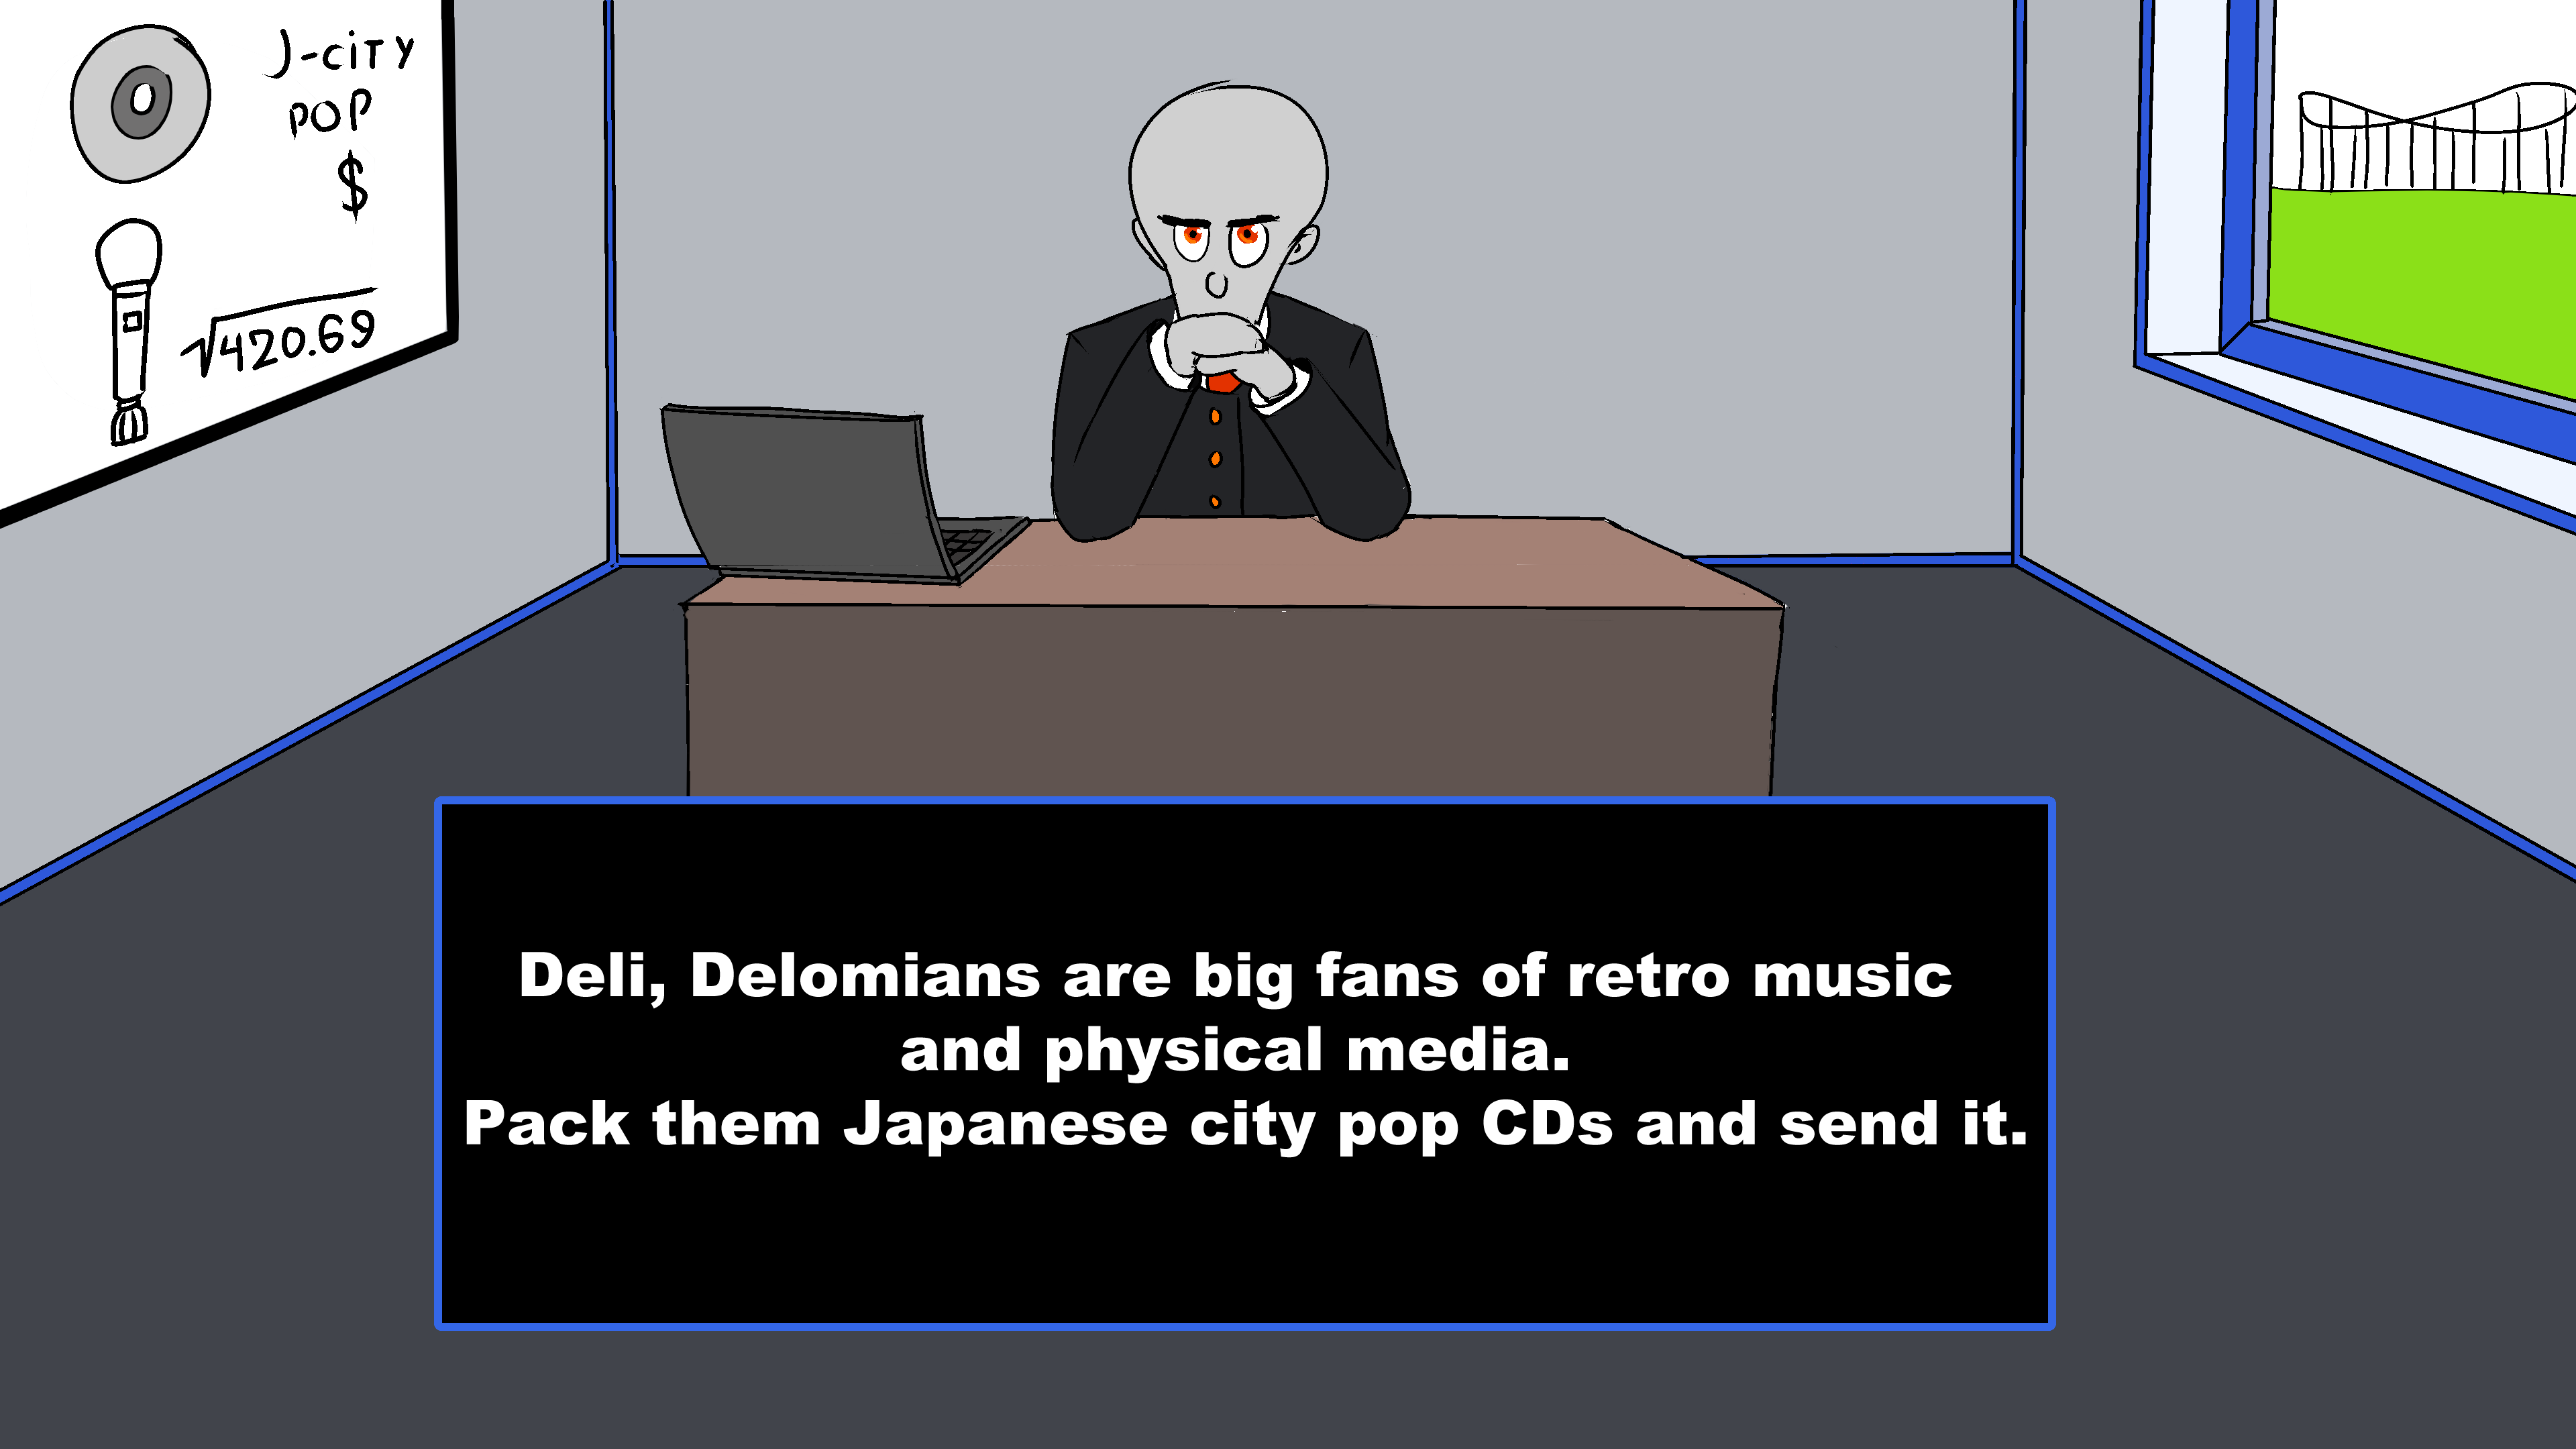 J-CITY
POP
$
√420.69
Deli, Delomians are big fans of retro music
and physical media.
Pack them Japanese city pop CDs and send it.